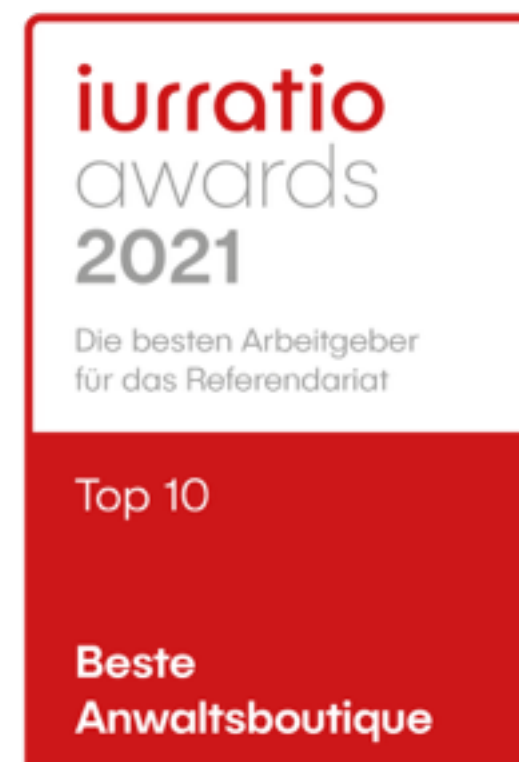 iurratio
awards
2021
Die besten Arbeitgeber
für das Referendariat
Top 10
Beste
Anwaltsboutique